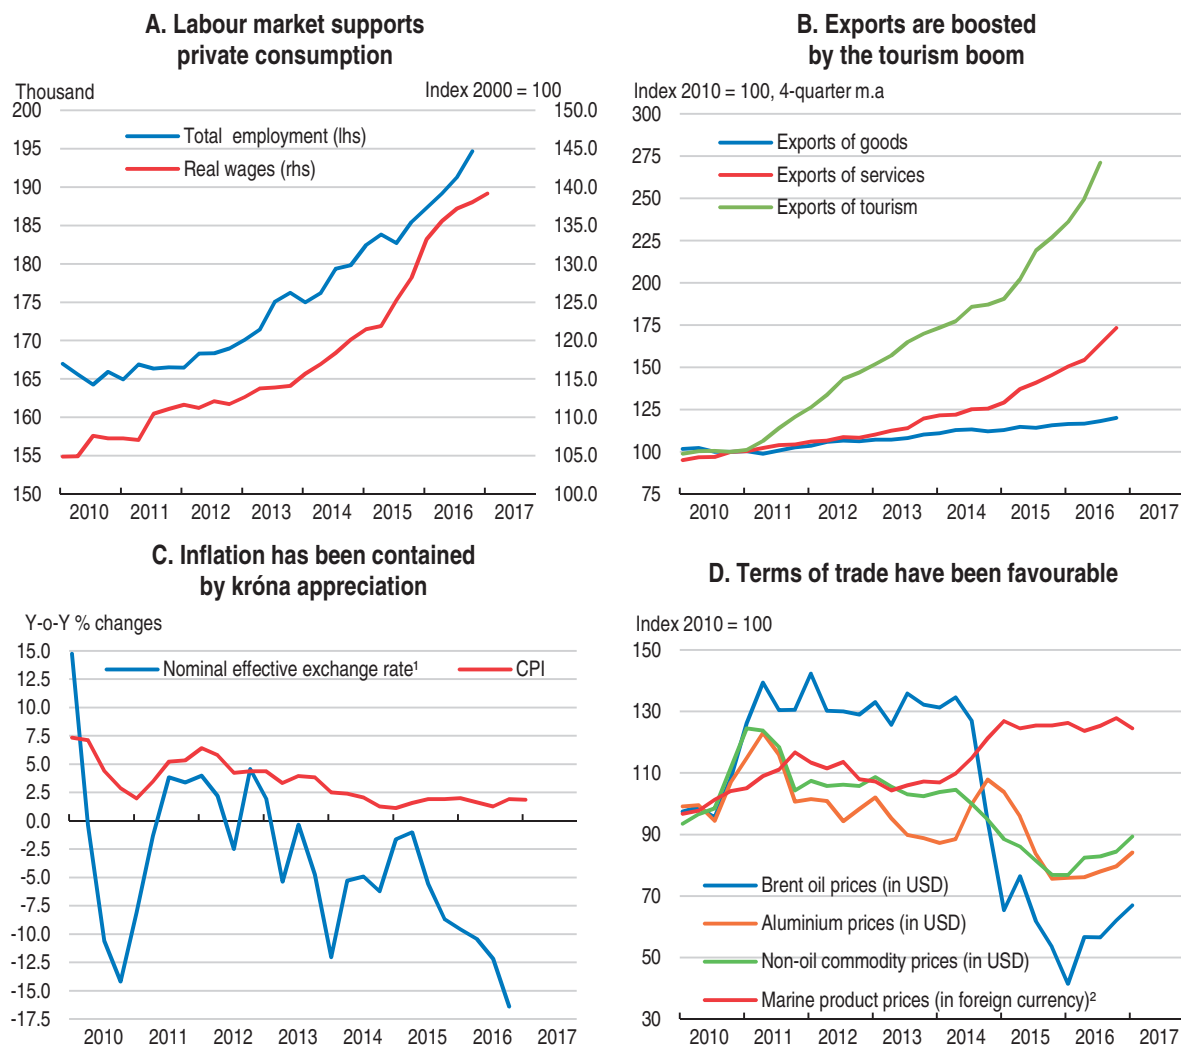 A. Labour market supports
private consumption
Thousand
Index 2000 = 100
200
195
190
185
180
175
170
165
160
155
150
150.0
145.0
140.0
135.0
130.0
125.0
120.0
115.0
110.0
105.0
100.0
Total employment (lhs)
Real wages (rhs)
2010 2011 2012 2013 2014 2015 2016 2017
B. Exports are boosted
by the tourism boom
Index 2010 = 100, 4-quarter m.a
300
275
250
225
200
175
150
125
100
75
Exports of goods
Exports of services
Exports of tourism
2010 2011 2012 2013 2014 2015 2016 2017
C. Inflation has been contained
by króna appreciation
Y-o-Y % changes
15.0
12.5
10.0
7.5
5.0
2.5
0.0
-2.5
-5.0
-7.5
-10.0
-12.5
-15.0
-17.5
Nominal effective exchange rate¹
CPI
2010 2011 2012 2013 2014 2015 2016 2017
D. Terms of trade have been favourable
Index 2010 = 100
150
130
110
90
70
50
30
Brent oil prices (in USD)
Aluminium prices (in USD)
Non-oil commodity prices (in USD)
Marine product prices (in foreign currency)²
2010 2011 2012 2013 2014 2015 2016 2017